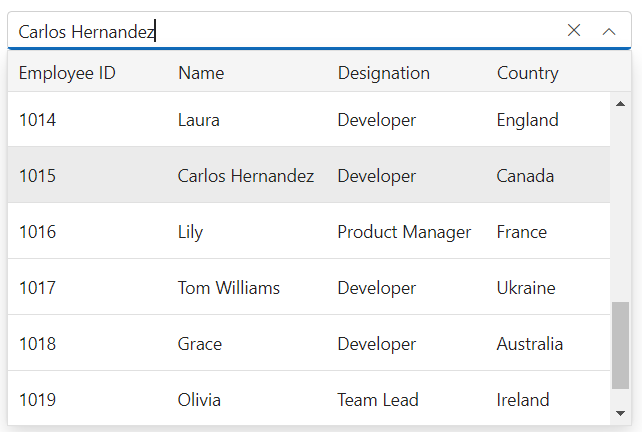 Carlos Hernandez
Employee ID Name Designation Country
1014 Laura Developer England
1015 Carlos Hernandez Developer Canada
1016 Lily Product Manager France
1017 Tom Williams Developer Ukraine
1018 Grace Developer Australia
1019 Olivia Team Lead Ireland